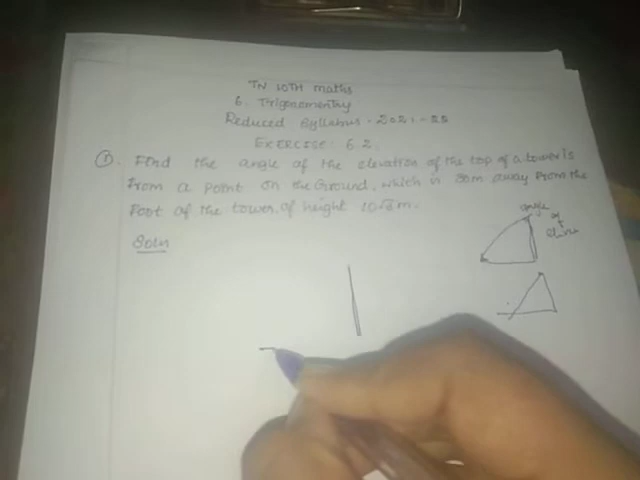 TN 10TH maths
6. Trigonomentry
Reduced Syllabus - 2021-22
EXERCISE: 6.2.
①. Find the angle of the elevation of the top of a tower is
from a point on the Ground, which is 30m away from the
Foot of the tower, of height 10√3m.
angle
of
Soln